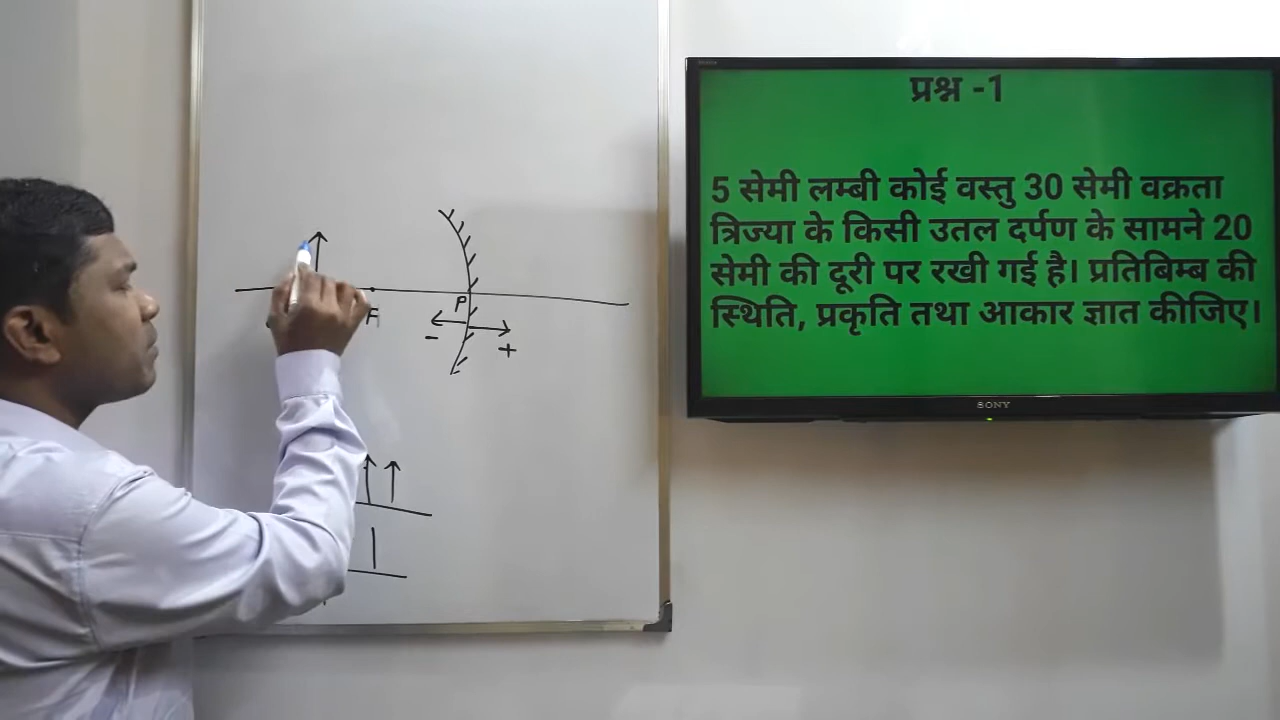 प्रश्न -1
5 सेमी लम्बी कोई वस्तु 30 सेमी वक्रता
त्रिज्या के किसी उतल दर्पण के सामने 20
सेमी की दूरी पर रखी गई है। प्रतिबिम्ब की
स्थिति, प्रकृति तथा आकार ज्ञात कीजिए।
SONY
F P
- +